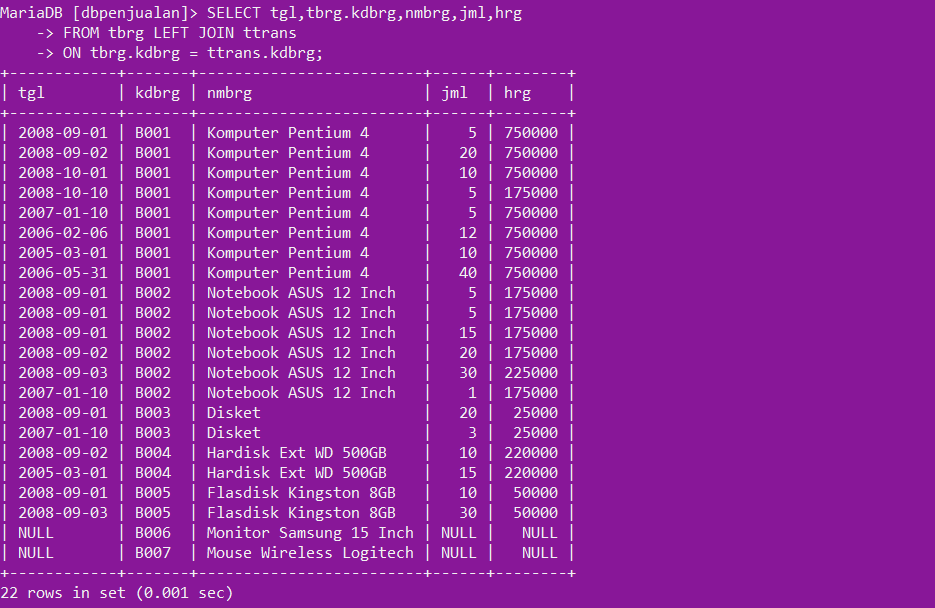 MariaDB [dbpenjualan]> SELECT tgl,tbrg.kdbrg,nmbrg,jml,hrg
    -> FROM tbrg LEFT JOIN ttrans
    -> ON tbrg.kdbrg = ttrans.kdbrg;
+------------+-------+-------------------------+------+--------+
| tgl        | kdbrg | nmbrg                   | jml  | hrg    |
+------------+-------+-------------------------+------+--------+
| 2008-09-01 | B001  | Komputer Pentium 4      |    5 | 750000 |
| 2008-09-02 | B001  | Komputer Pentium 4      |   20 | 750000 |
| 2008-10-01 | B001  | Komputer Pentium 4      |   10 | 750000 |
| 2008-10-10 | B001  | Komputer Pentium 4      |    5 | 175000 |
| 2007-01-10 | B001  | Komputer Pentium 4      |    5 | 750000 |
| 2006-02-06 | B001  | Komputer Pentium 4      |   12 | 750000 |
| 2005-03-01 | B001  | Komputer Pentium 4      |   10 | 750000 |
| 2006-05-31 | B001  | Komputer Pentium 4      |   40 | 750000 |
| 2008-09-01 | B002  | Notebook ASUS 12 Inch   |    5 | 175000 |
| 2008-09-01 | B002  | Notebook ASUS 12 Inch   |    5 | 175000 |
| 2008-09-01 | B002  | Notebook ASUS 12 Inch   |   15 | 175000 |
| 2008-09-02 | B002  | Notebook ASUS 12 Inch   |   20 | 175000 |
| 2008-09-03 | B002  | Notebook ASUS 12 Inch   |   30 | 225000 |
| 2007-01-10 | B002  | Notebook ASUS 12 Inch   |    1 | 175000 |
| 2008-09-01 | B003  | Disket                  |   20 |  25000 |
| 2007-01-10 | B003  | Disket                  |    3 |  25000 |
| 2008-09-02 | B004  | Hardisk Ext WD 500GB    |   10 | 220000 |
| 2005-03-01 | B004  | Hardisk Ext WD 500GB    |   15 | 220000 |
| 2008-09-01 | B005  | Flasdisk Kingston 8GB   |   10 |  50000 |
| 2008-09-03 | B005  | Flasdisk Kingston 8GB   |   30 |  50000 |
| NULL       | B006  | Monitor Samsung 15 Inch | NULL |   NULL |
| NULL       | B007  | Mouse Wireless Logitech | NULL |   NULL |
+------------+-------+-------------------------+------+--------+
22 rows in set (0.001 sec)